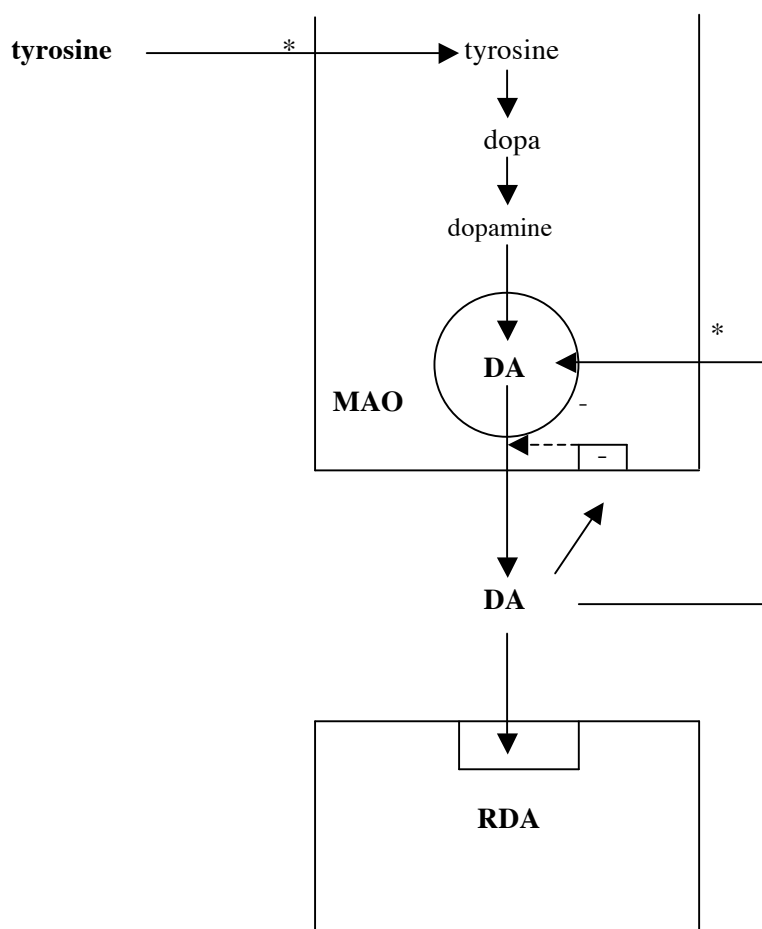 tyrosine * tyrosine
dopa
dopamine
*
DA
MAO
-
-
DA
RDA